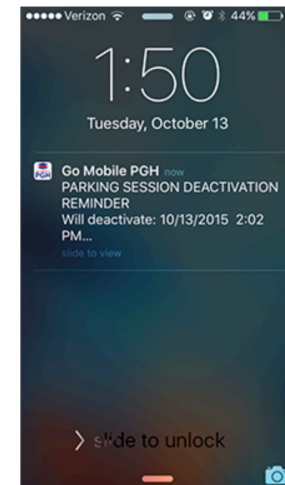 Verizon 44%
1:50
Tuesday, October 13
PGH
Go Mobile PGH now
PARKING SESSION DEACTIVATION
REMINDER
Will deactivate: 10/13/2015 2:02
PM...
slide to view
slide to unlock